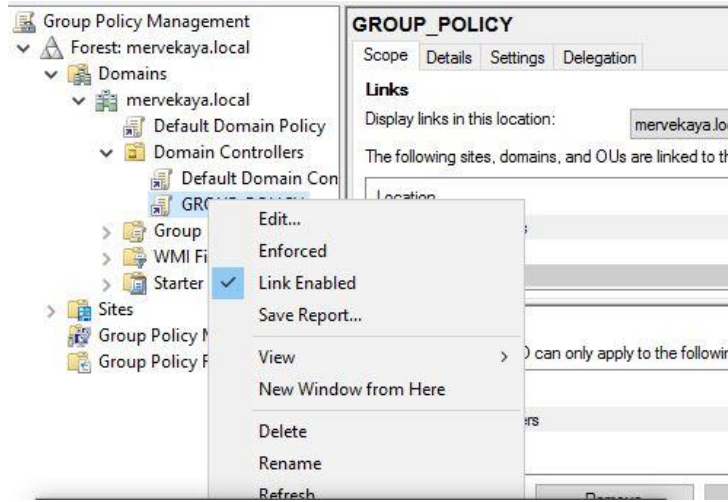 Group Policy Management
Forest: mervekaya.local
Domains
mervekaya.local
Default Domain Policy
Domain Controllers
Default Domain Con
GROUP_POLICY
Group
WMI Fi
Starter
Sites
Group Policy
Group Policy
Edit...
Enforced
Link Enabled
Save Report...
View
New Window from Here
Delete
Rename
Refresh
GROUP_POLICY
Scope Details Settings Delegation
Links
Display links in this location:
mervekaya.lo
The following sites, domains, and OUs are linked to th
Location
can only apply to the followin
Remove